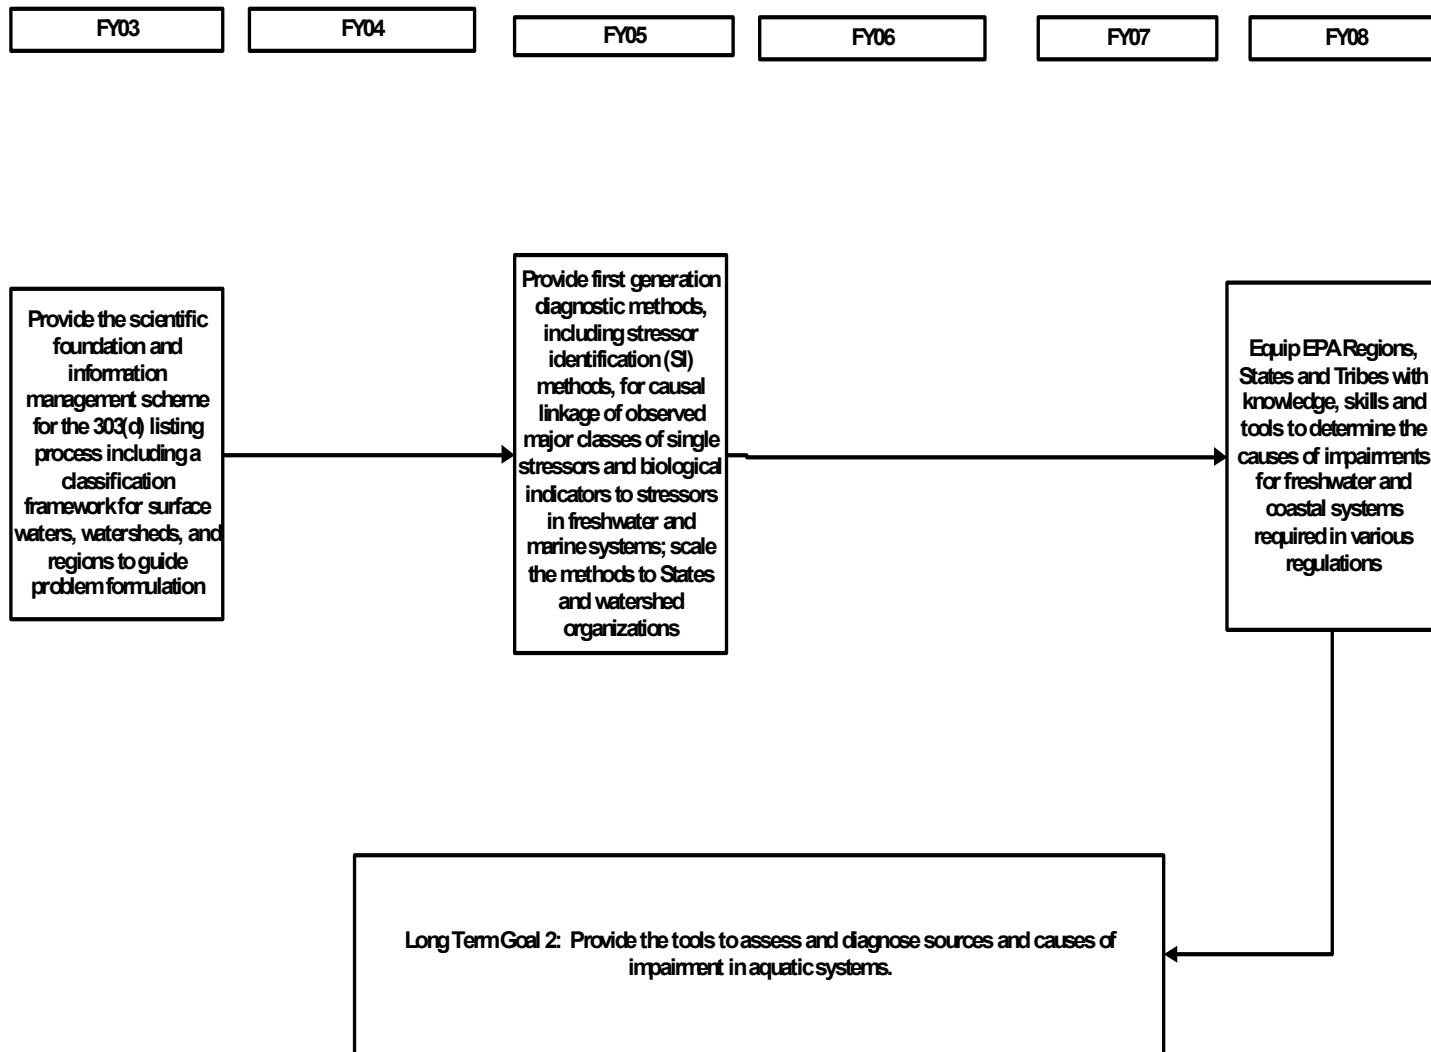 FY03
FY04
FY05
FY06
FY07
FY08
Provide the scientific
foundation and
information
management scheme
for the 303(d) listing
process including a
classification
framework for surface
waters, watersheds, and
regions to guide
problem formulation
Provide first generation
diagnostic methods,
including stressor
identification (SI)
methods, for causal
linkage of observed
major classes of single
stressors and biological
indicators to stressors
in freshwater and
marine systems; scale
the methods to States
and watershed
organizations
Equip EPA Regions,
States and Tribes with
knowledge, skills and
tools to determine the
causes of impairments
for freshwater and
coastal systems
required in various
regulations
Long Term Goal 2: Provide the tools to assess and diagnose sources and causes of
impairment in aquatic systems.